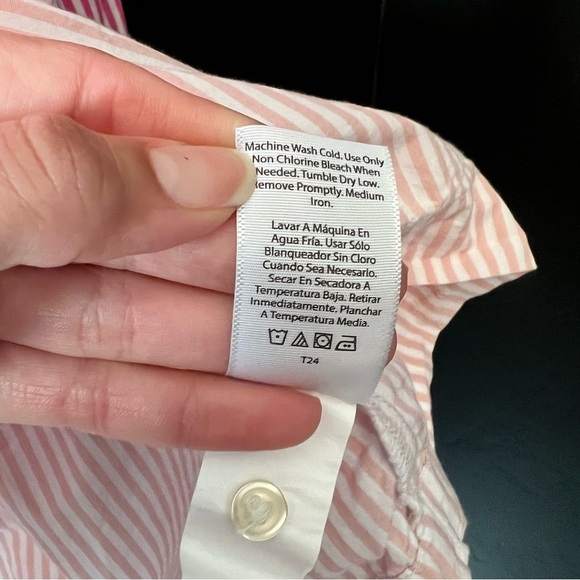 Machine Wash Cold. Use Only
Non Chlorine Bleach When
Needed. Tumble Dry Low.
Remove Promptly. Medium
Iron.
Lavar A Máquina En
Agua Fría. Usar Sólo
Blanqueador Sin Cloro
Cuando Sea Necesario.
Secar En Secadora A
Temperatura Baja. Retirar
Inmediatamente. Planchar
A Temperatura Media.
T24